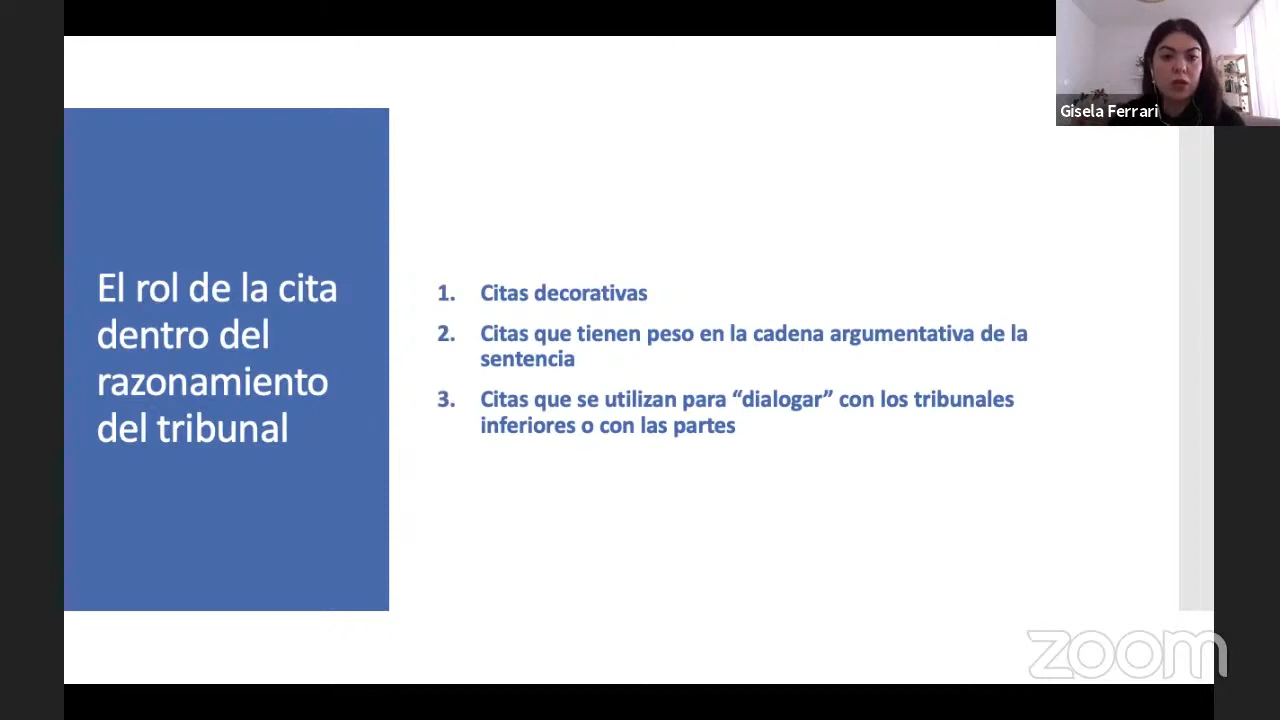 Gisela Ferrari
El rol de la cita
dentro del
razonamiento
del tribunal
1. Citas decorativas
2. Citas que tienen peso en la cadena argumentativa de la
sentencia
3. Citas que se utilizan para “dialogar” con los tribunales
inferiores o con las partes
zoom